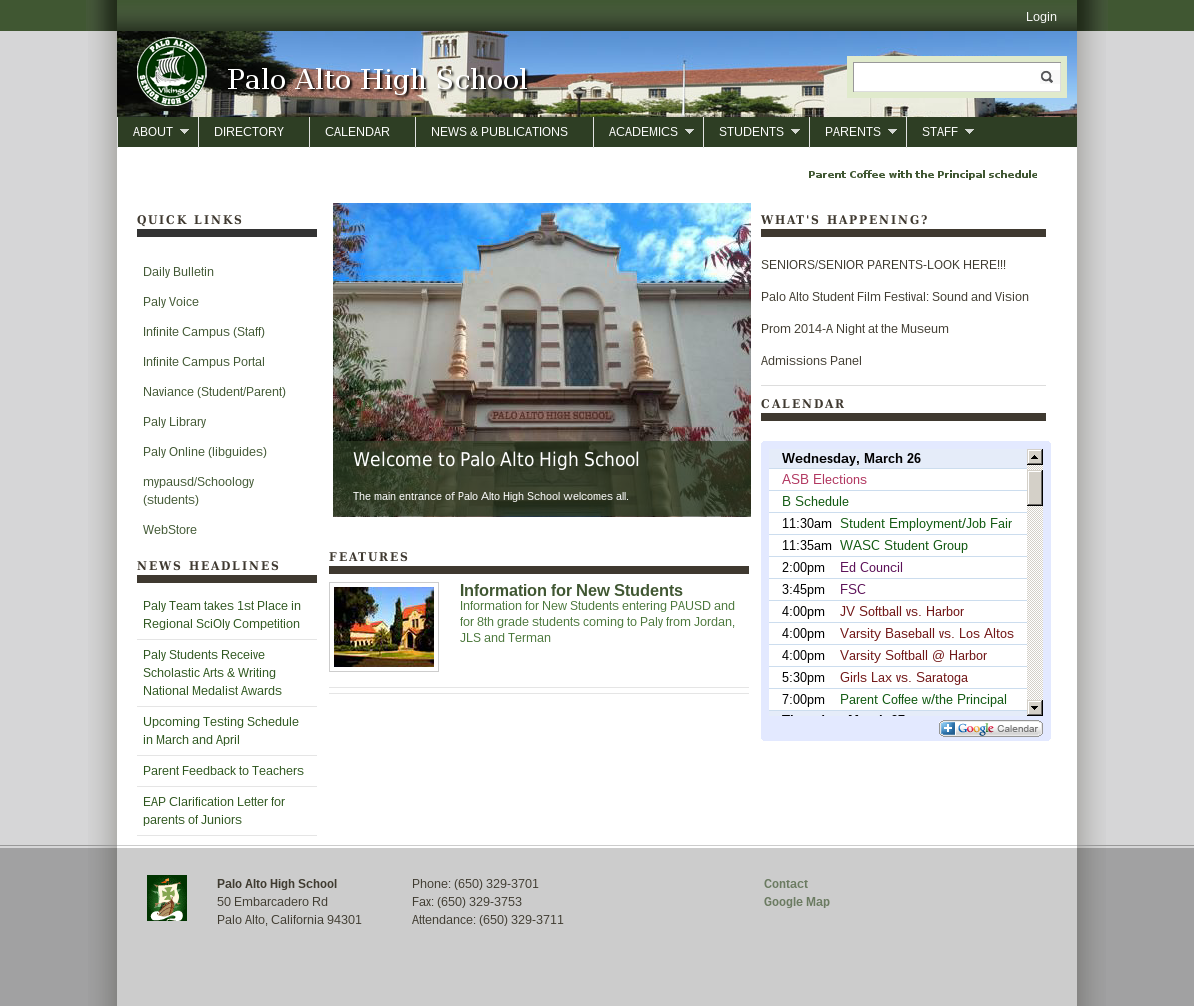 Login
PALO ALTO
SENIOR HIGH SCHOOL
Vikings
Palo Alto High School
ABOUT
DIRECTORY
CALENDAR
NEWS & PUBLICATIONS
ACADEMICS
STUDENTS
PARENTS
STAFF
Parent Coffee with the Principal schedule
QUICK LINKS
Daily Bulletin
Paly Voice
Infinite Campus (Staff)
Infinite Campus Portal
Naviance (Student/Parent)
Paly Library
Paly Online (libguides)
mypausd/Schoology
(students)
WebStore
NEWS HEADLINES
Paly Team takes 1st Place in
Regional SciOly Competition
Paly Students Receive
Scholastic Arts & Writing
National Medalist Awards
Upcoming Testing Schedule
in March and April
Parent Feedback to Teachers
EAP Clarification Letter for
parents of Juniors
PALO ALTO HIGH SCHOOL
Welcome to Palo Alto High School
The main entrance of Palo Alto High School welcomes all.
FEATURES
Information for New Students
Information for New Students entering PAUSD and
for 8th grade students coming to Paly from Jordan,
JLS and Terman
WHAT'S HAPPENING?
SENIORS/SENIOR PARENTS-LOOK HERE!!!
Palo Alto Student Film Festival: Sound and Vision
Prom 2014-A Night at the Museum
Admissions Panel
CALENDAR
Wednesday, March 26
ASB Elections
B Schedule
11:30am Student Employment/Job Fair
11:35am WASC Student Group
2:00pm Ed Council
3:45pm FSC
4:00pm JV Softball vs. Harbor
4:00pm Varsity Baseball vs. Los Altos
4:00pm Varsity Softball @ Harbor
5:30pm Girls Lax vs. Saratoga
7:00pm Parent Coffee w/the Principal
Google Calendar
Palo Alto High School
50 Embarcadero Rd
Palo Alto, California 94301
Phone: (650) 329-3701
Fax: (650) 329-3753
Attendance: (650) 329-3711
Contact
Google Map